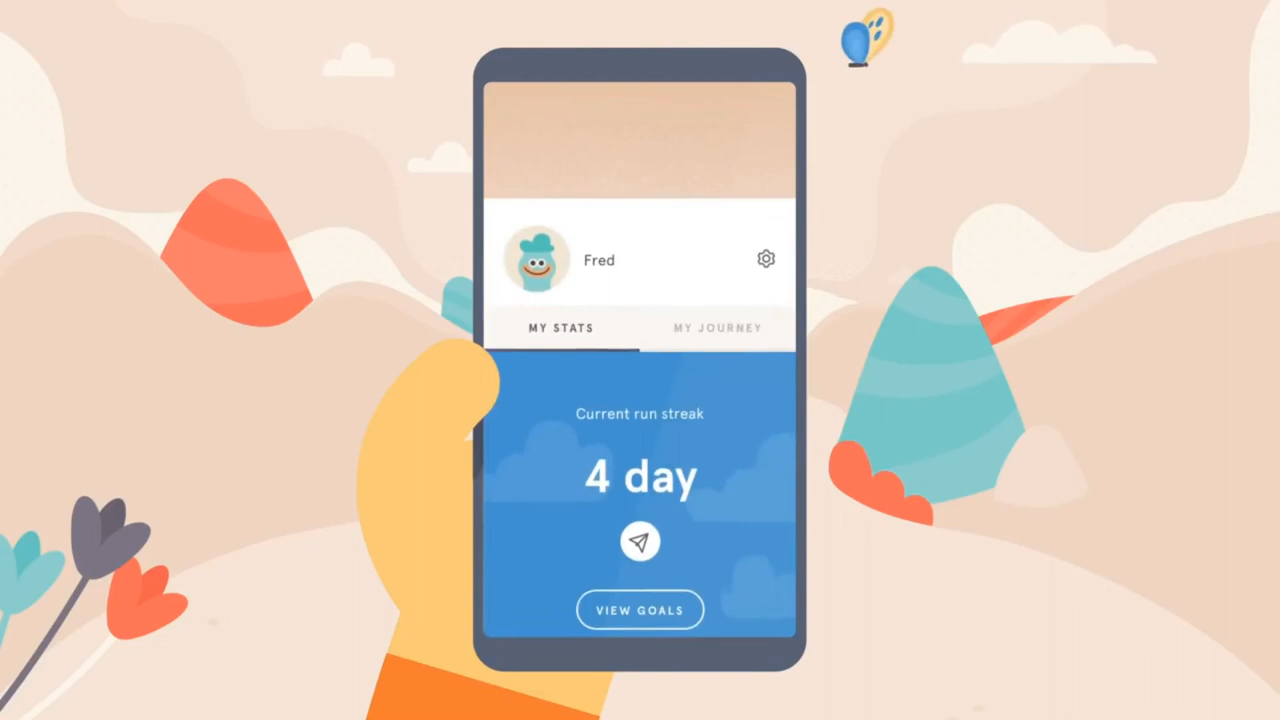 Fred
MY STATS MY JOURNEY
Current run streak
4 day
VIEW GOALS